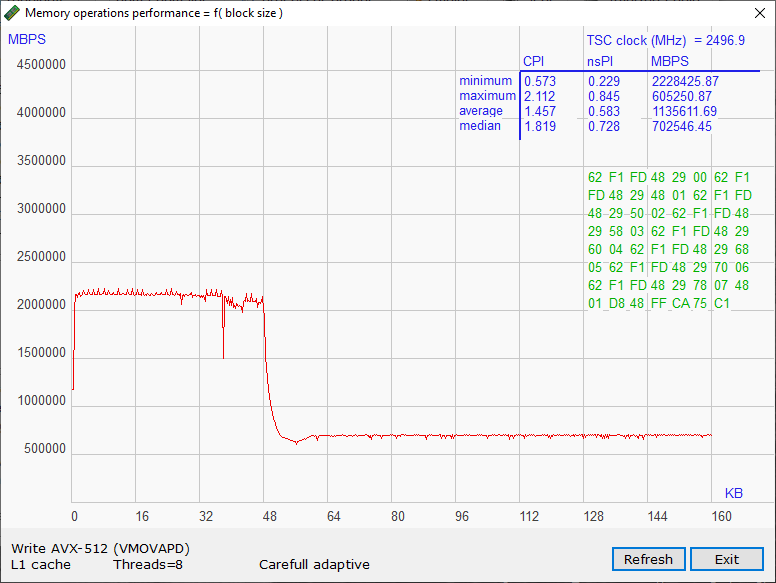 Memory operations performance = f( block size )
MBPS
TSC clock (MHz) = 2496.9
CPI nsPI MBPS
minimum 0.573 0.229 2228425.87
maximum 2.112 0.845 605250.87
average 1.457 0.583 1135611.69
median 1.819 0.728 702546.45
4500000
4000000
3500000
3000000
2500000
2000000
1500000
1000000
500000
62 F1 FD 48 29 00 62 F1
FD 48 29 48 01 62 F1 FD
48 29 50 02 62 F1 FD 48
29 58 03 62 F1 FD 48 29
60 04 62 F1 FD 48 29 68
05 62 F1 FD 48 29 70 06
62 F1 FD 48 29 78 07 48
01 D8 48 FF CA 75 C1
KB
0 16 32 48 64 80 96 112 128 144 160
Write AVX-512 (VMOVAPD)
L1 cache Threads=8 Carefull adaptive
Refresh Exit